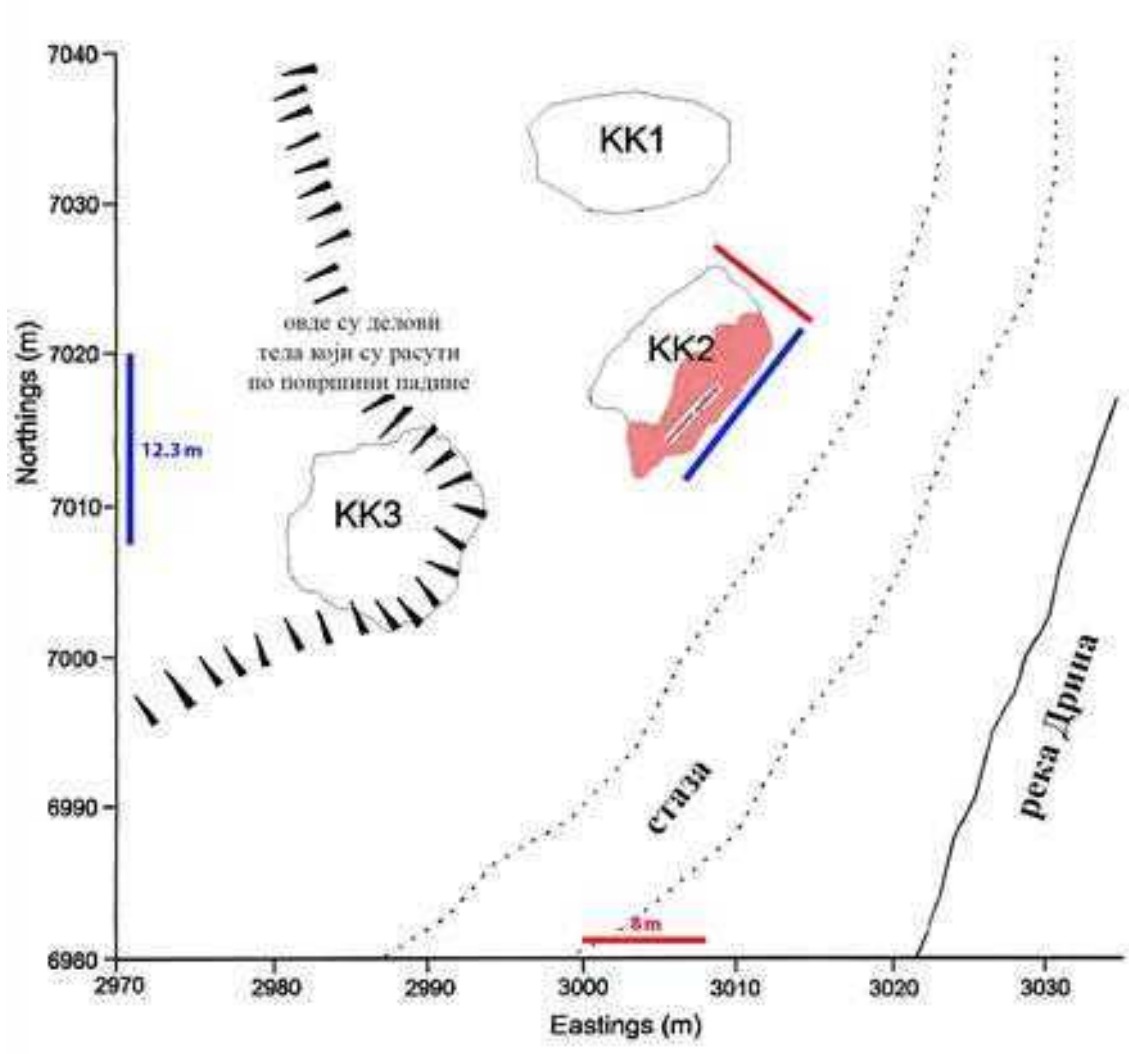 7040
KK1
7030
KK2
овде су делови
тела који су расути
по површини падине
7020
Northings (m)
12.3 m
7010
KK3
7000
река Дрина
стаза
6990
8 m
6980
2970
2980
2990
3000
3010
3020
3030
Eastings (m)